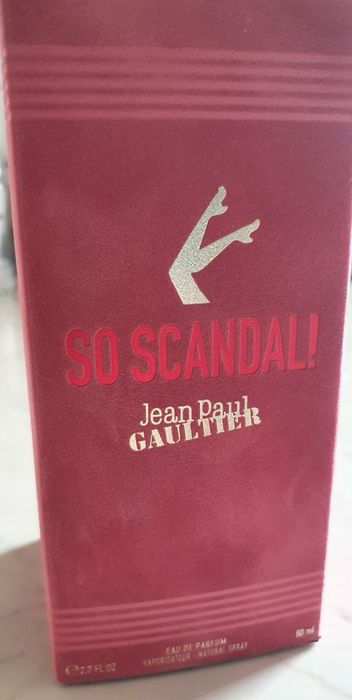 SO SCANDAL!
Jean Paul
GAULTIER
EAU DE PARFUM
VAPORISATEUR NATURAL SPRAY
℮ 2.7 FL.OZ 80 ml